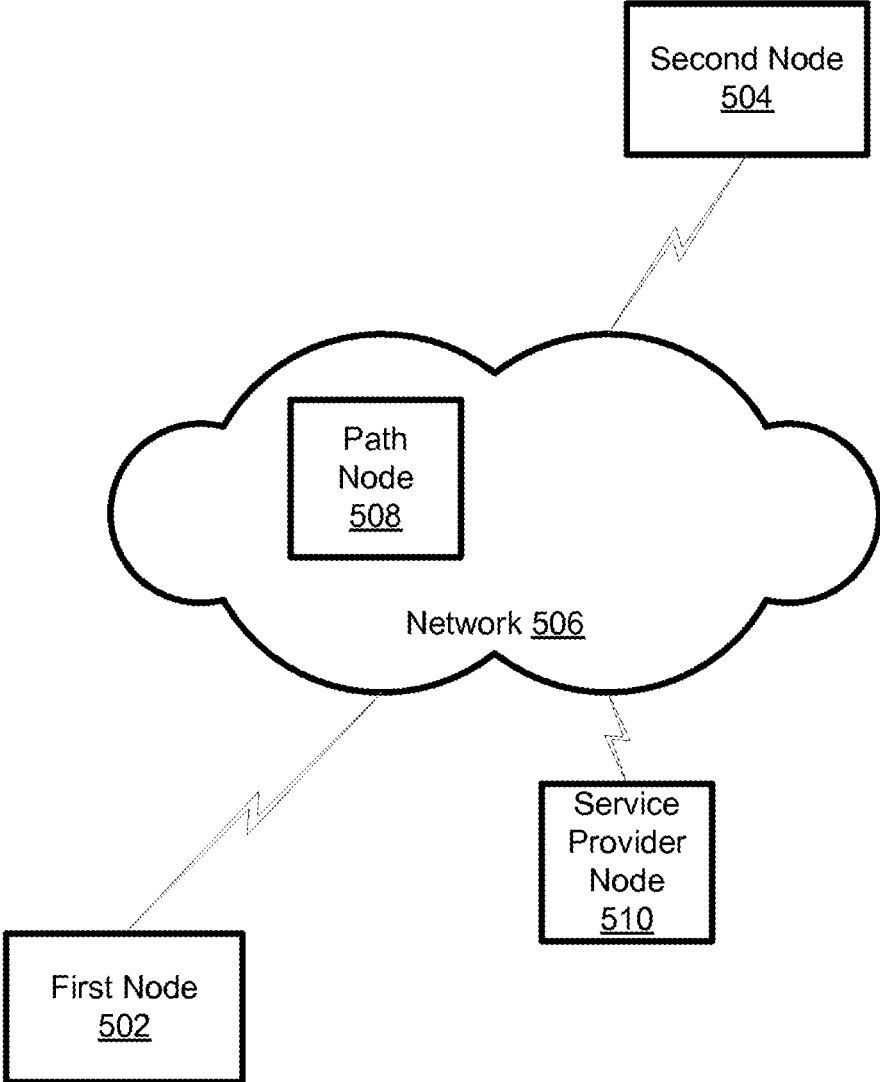 Second Node
504
Path
Node
508
Network 506
Service
Provider
Node
510
First Node
502